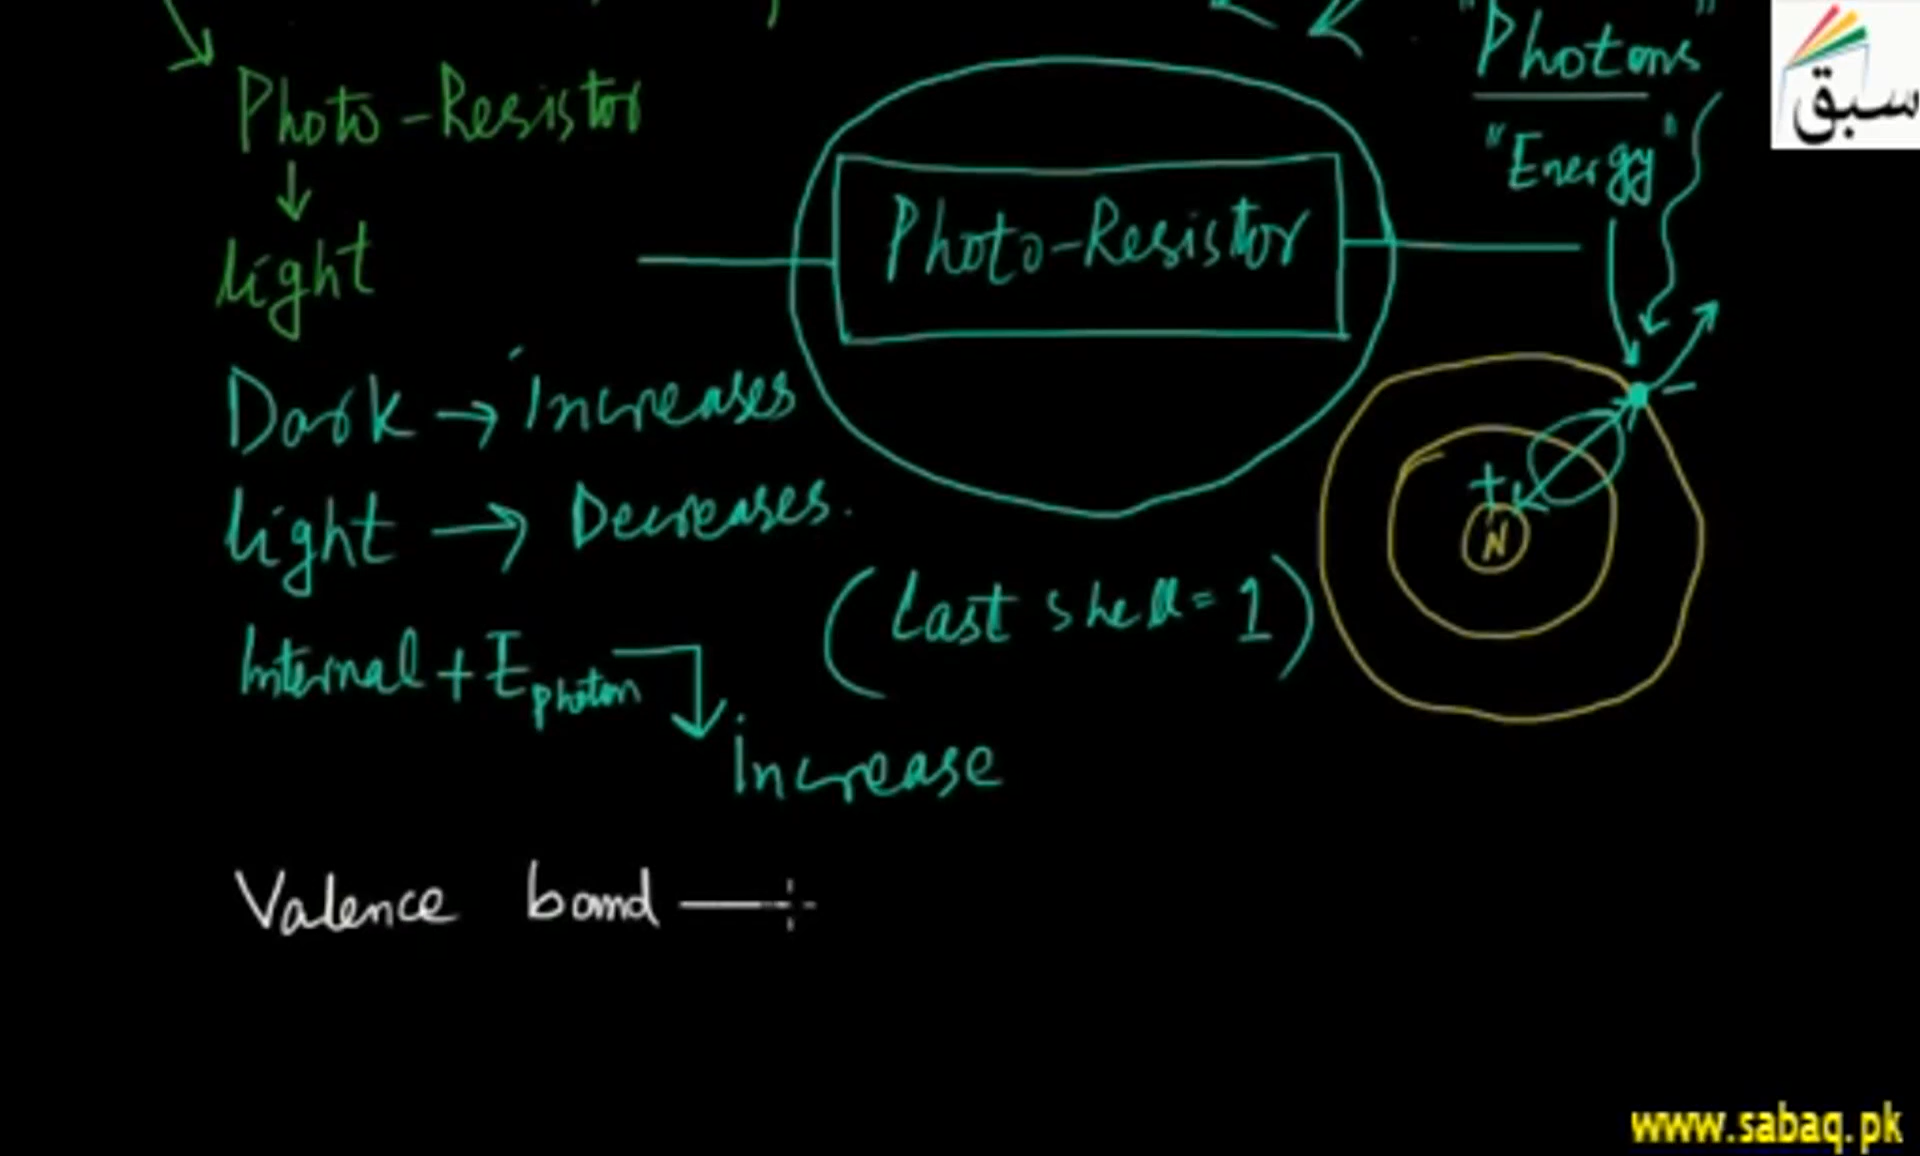 "Photons"
سبق
Photo-Resistor
"Energy"
light
Photo-Resistor
Dark → Increases
light → Decreases.
+
N
(Last shell = 1)
Internal + E photon
Increase
Valence bond —
www.sabaq.pk